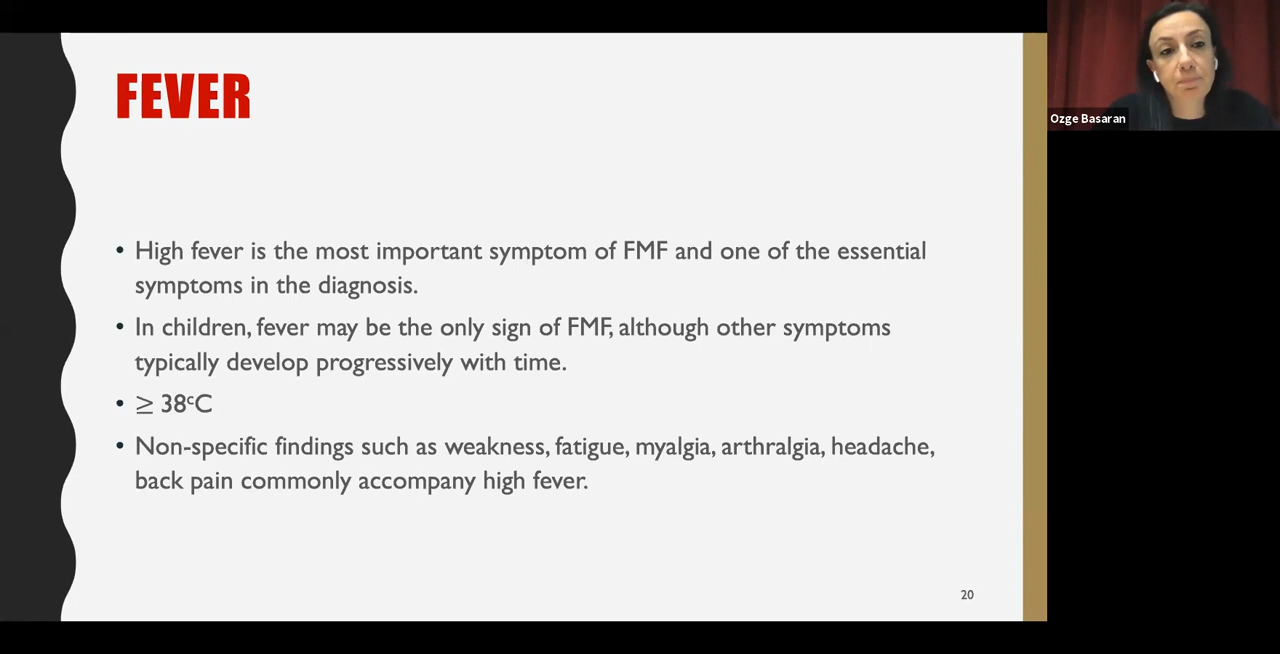 FEVER
• High fever is the most important symptom of FMF and one of the essential
symptoms in the diagnosis.
• In children, fever may be the only sign of FMF, although other symptoms
typically develop progressively with time.
• ≥ 38ᶜC
• Non-specific findings such as weakness, fatigue, myalgia, arthralgia, headache,
back pain commonly accompany high fever.
20
Ozge Basaran